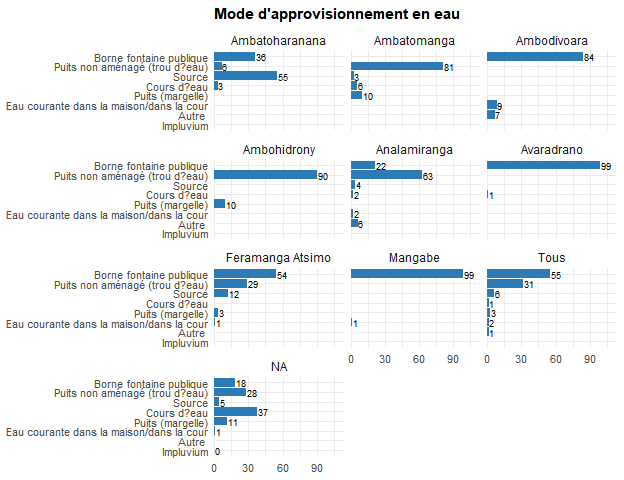 Mode d'approvisionnement en eau
Ambatoharanana Ambatomanga Ambodivoara
Borne fontaine publique 36 84
Puits non aménagé (trou d?eau) 6 81
Source 55 3
Cours d?eau 3 6
Puits (margelle) 10
Eau courante dans la maison/dans la cour 9
Autre 7
Impluvium
Ambohidrony Analamiranga Avaradrano
Borne fontaine publique 22 99
Puits non aménagé (trou d?eau) 90 63
Source 4
Cours d?eau 2 1
Puits (margelle) 10
Eau courante dans la maison/dans la cour 2
Autre 6
Impluvium
Feramanga Atsimo Mangabe Tous
Borne fontaine publique 54 99 55
Puits non aménagé (trou d?eau) 29 31
Source 12 6
Cours d?eau 1
Puits (margelle) 3 3
Eau courante dans la maison/dans la cour 1 1 2
Autre 1
Impluvium
0 30 60 90 0 30 60 90
NA
Borne fontaine publique 18
Puits non aménagé (trou d?eau) 28
Source 5
Cours d?eau 37
Puits (margelle) 11
Eau courante dans la maison/dans la cour 1
Autre
Impluvium 0
0 30 60 90